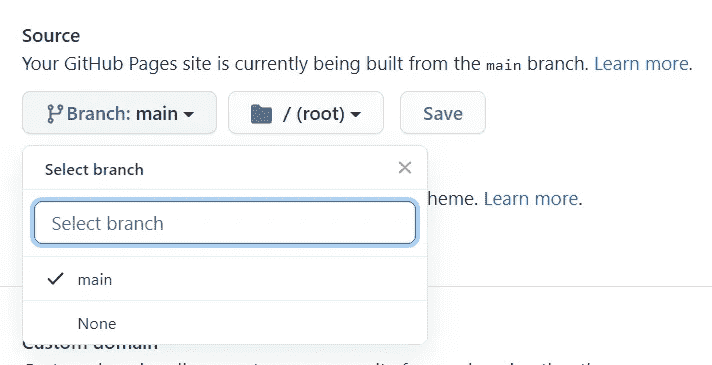 Source
Your GitHub Pages site is currently being built from the main branch. Learn more.
Branch: main / (root) Save
Select branch
heme. Learn more.
Select branch
main
None
Custom domain